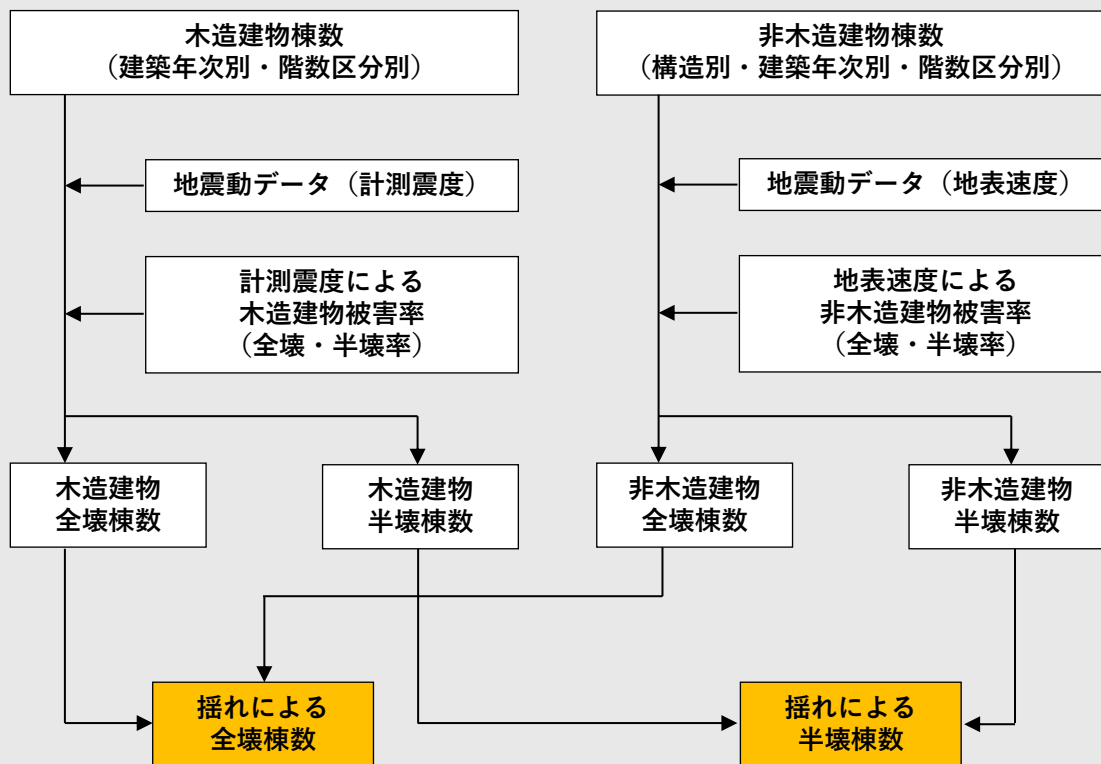 木造建物棟数
（建築年次別・階数区分別）
非木造建物棟数
（構造別・建築年次別・階数区分別）
地震動データ（計測震度）
地震動データ（地表速度）
計測震度による
木造建物被害率
（全壊・半壊率）
地表速度による
非木造建物被害率
（全壊・半壊率）
木造建物
全壊棟数
木造建物
半壊棟数
非木造建物
全壊棟数
非木造建物
半壊棟数
揺れによる
全壊棟数
揺れによる
半壊棟数